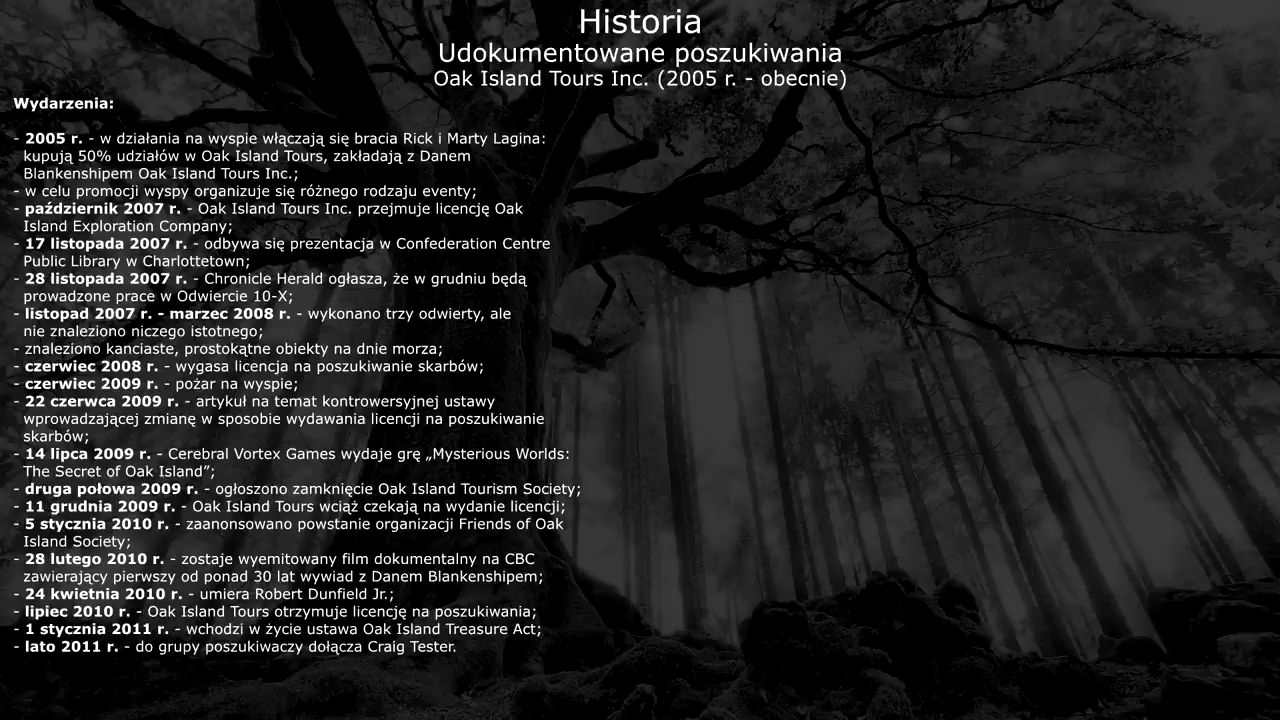 Historia
Udokumentowane poszukiwania
Oak Island Tours Inc. (2005 r. - obecnie)
Wydarzenia:
- 2005 r. - w działania na wyspie włączają się bracia Rick i Marty Lagina:
kupują 50% udziałów w Oak Island Tours, zakładają z Danem
Blankenshipem Oak Island Tours Inc.;
- w celu promocji wyspy organizuje się różnego rodzaju eventy;
- październik 2007 r. - Oak Island Tours Inc. przejmuje licencję Oak
Island Exploration Company;
- 17 listopada 2007 r. - odbywa się prezentacja w Confederation Centre
Public Library w Charlottetown;
- 28 listopada 2007 r. - Chronicle Herald ogłasza, że w grudniu będą
prowadzone prace w Odwiercie 10-X;
- listopad 2007 r. - marzec 2008 r. - wykonano trzy odwierty, ale
nie znaleziono niczego istotnego;
- znaleziono kanciaste, prostokątne obiekty na dnie morza;
- czerwiec 2008 r. - wygasa licencja na poszukiwanie skarbów;
- czerwiec 2009 r. - pożar na wyspie;
- 22 czerwca 2009 r. - artykuł na temat kontrowersyjnej ustawy
wprowadzającej zmianę w sposobie wydawania licencji na poszukiwanie
skarbów;
- 14 lipca 2009 r. - Cerebral Vortex Games wydaje grę „Mysterious Worlds:
The Secret of Oak Island”;
- druga połowa 2009 r. - ogłoszono zamknięcie Oak Island Tourism Society;
- 11 grudnia 2009 r. - Oak Island Tours wciąż czekają na wydanie licencji;
- 5 stycznia 2010 r. - zaanonsowano powstanie organizacji Friends of Oak
Island Society;
- 28 lutego 2010 r. - zostaje wyemitowany film dokumentalny na CBC
zawierający pierwszy od ponad 30 lat wywiad z Danem Blankenshipem;
- 24 kwietnia 2010 r. - umiera Robert Dunfield Jr.;
- lipiec 2010 r. - Oak Island Tours otrzymuje licencję na poszukiwania;
- 1 stycznia 2011 r. - wchodzi w życie ustawa Oak Island Treasure Act;
- lato 2011 r. - do grupy poszukiwaczy dołącza Craig Tester.